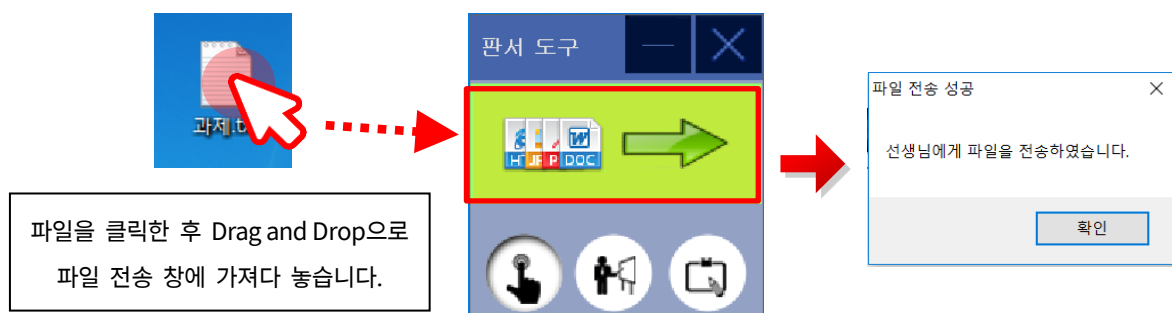 과제.t
파일을 클릭한 후 Drag and Drop으로
파일 전송 창에 가져다 놓습니다.
판서 도구
DOC
파일 전송 성공
선생님에게 파일을 전송하였습니다.
확인